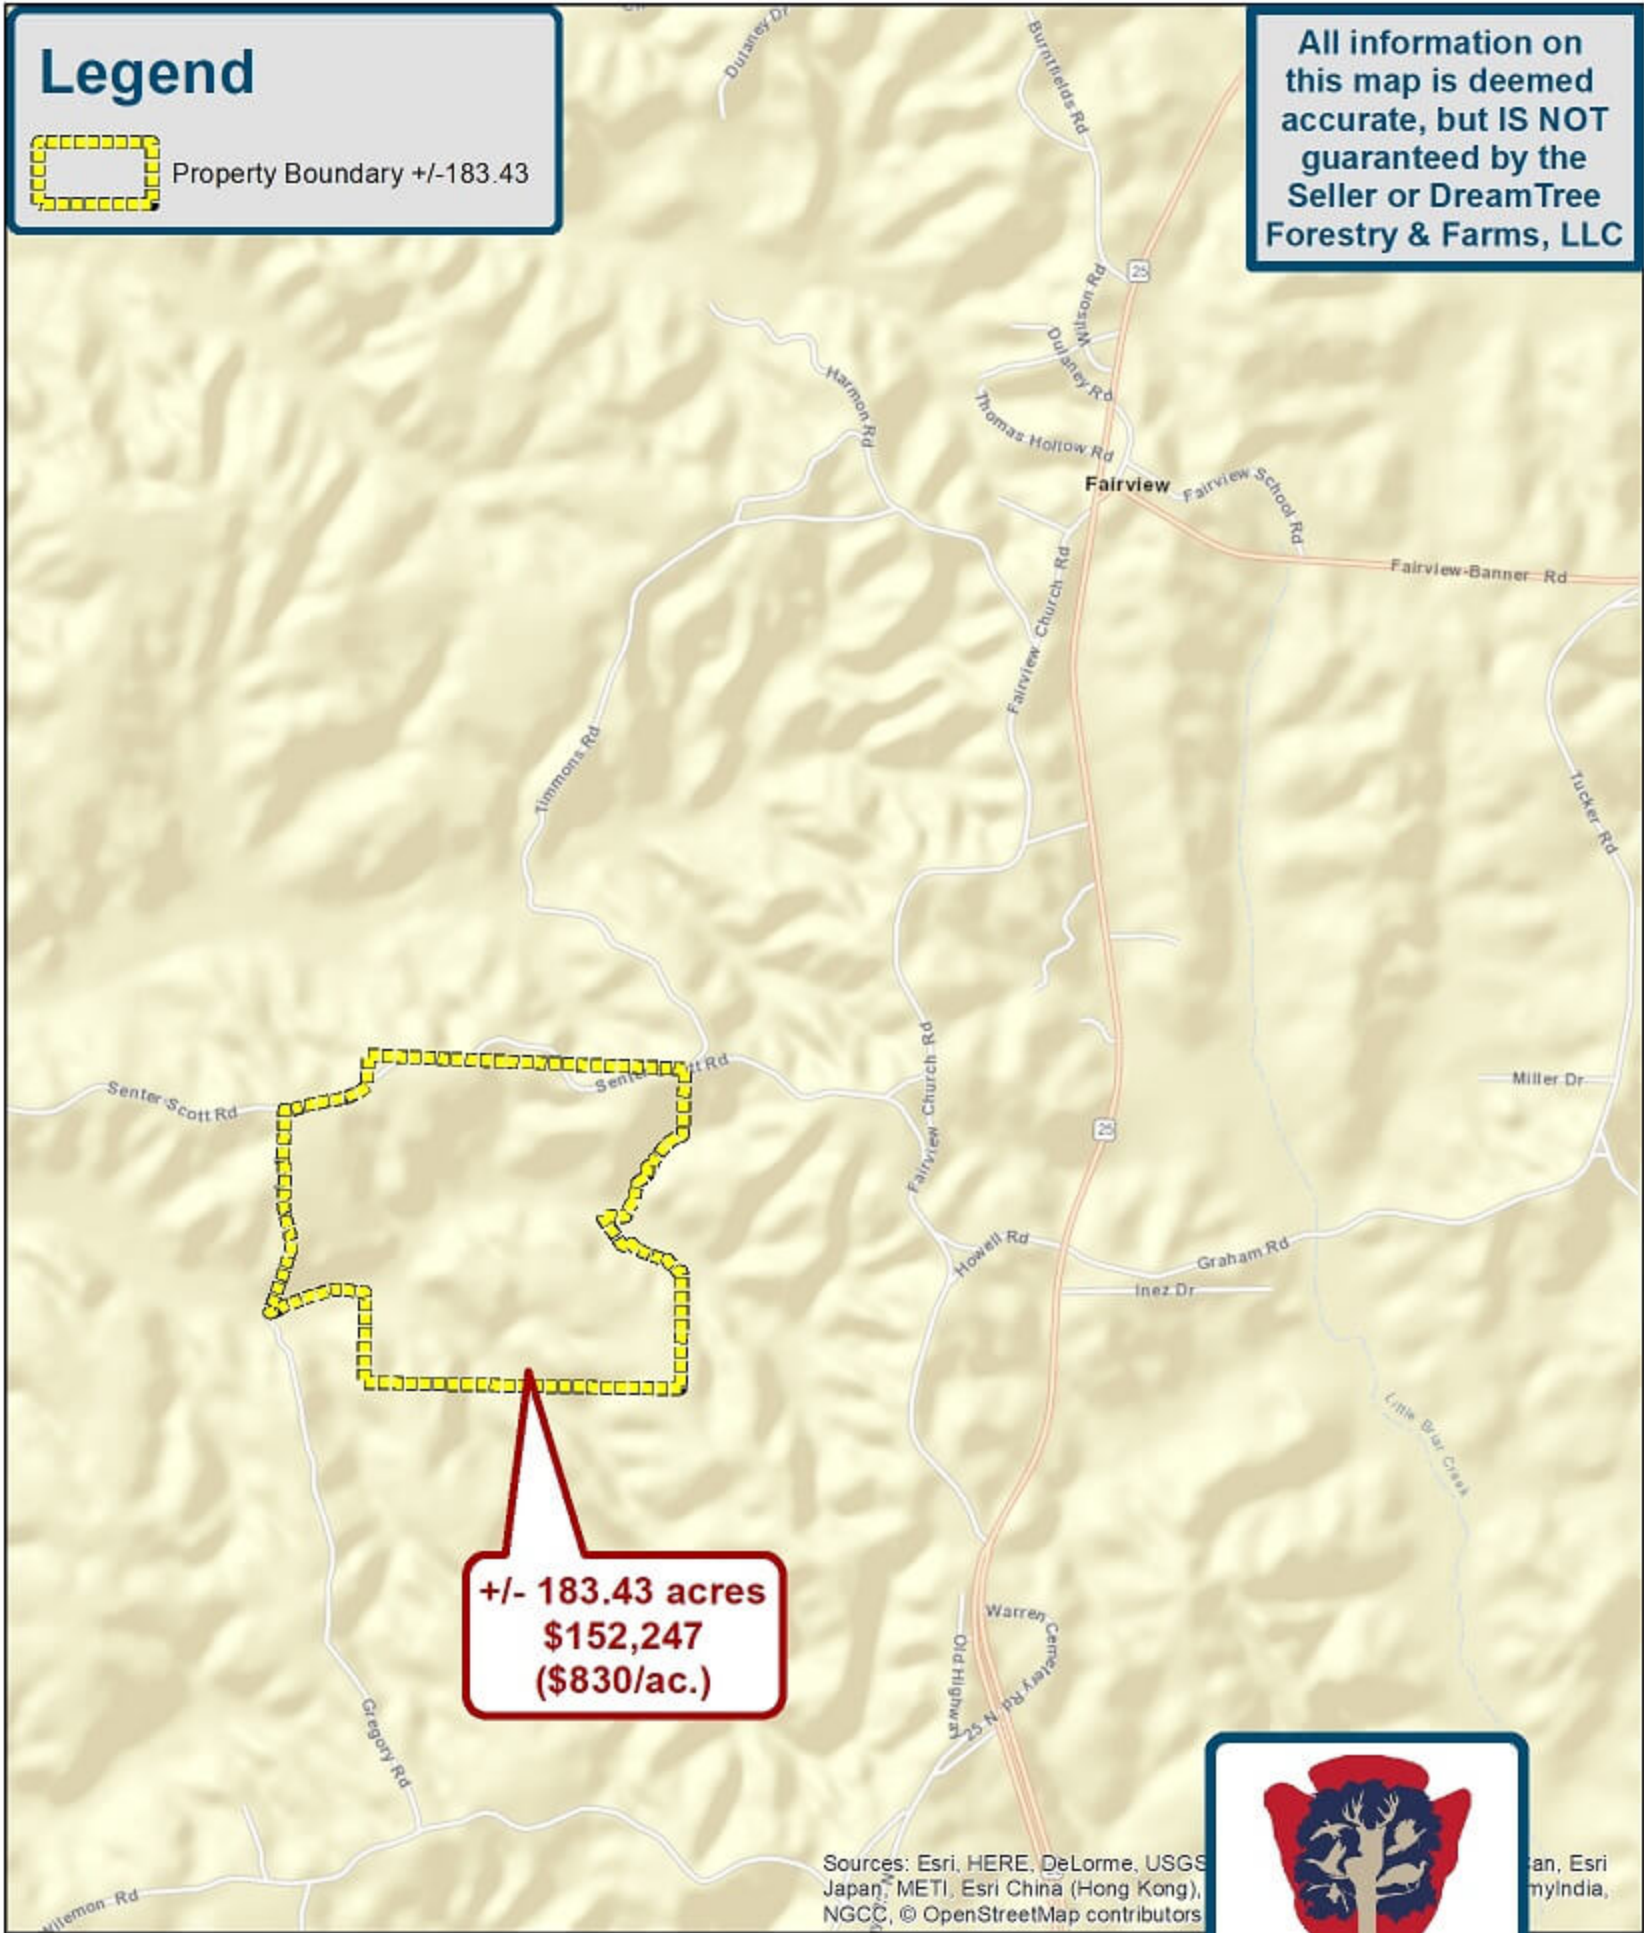 Legend
Property Boundary +/-183.43
All information on
this map is deemed
accurate, but IS NOT
guaranteed by the
Seller or DreamTree
Forestry & Farms, LLC
Dulaney Dr
Burntfields Rd
25
Wilson Rd
Dulaney Rd
Harmon Rd
Thomas Hollow Rd
Fairview
Fairview School Rd
Fairview-Banner Rd
Fairview Church Rd
Timmons Rd
Tucker Rd
Senter Scott Rd
Fairview Church Rd
Miller Dr
25
Howell Rd
Graham Rd
Inez Dr
Little Briar Creek
+/- 183.43 acres
$152,247
($830/ac.)
Warren Cemetery Rd
Old Highway
25 N
Gregory Rd
Wilemon Rd
Sources: Esri, HERE, DeLorme, USGS
Can, Esri
Japan, METI, Esri China (Hong Kong),
myIndia,
NGCC, © OpenStreetMap contributors